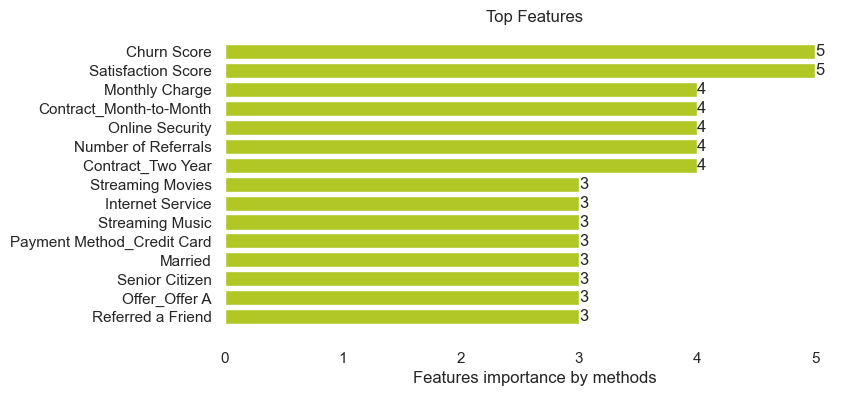 Top Features
Churn Score 5
Satisfaction Score 5
Monthly Charge 4
Contract_Month-to-Month 4
Online Security 4
Number of Referrals 4
Contract_Two Year 4
Streaming Movies 3
Internet Service 3
Streaming Music 3
Payment Method_Credit Card 3
Married 3
Senior Citizen 3
Offer_Offer A 3
Referred a Friend 3
0 1 2 3 4 5
Features importance by methods